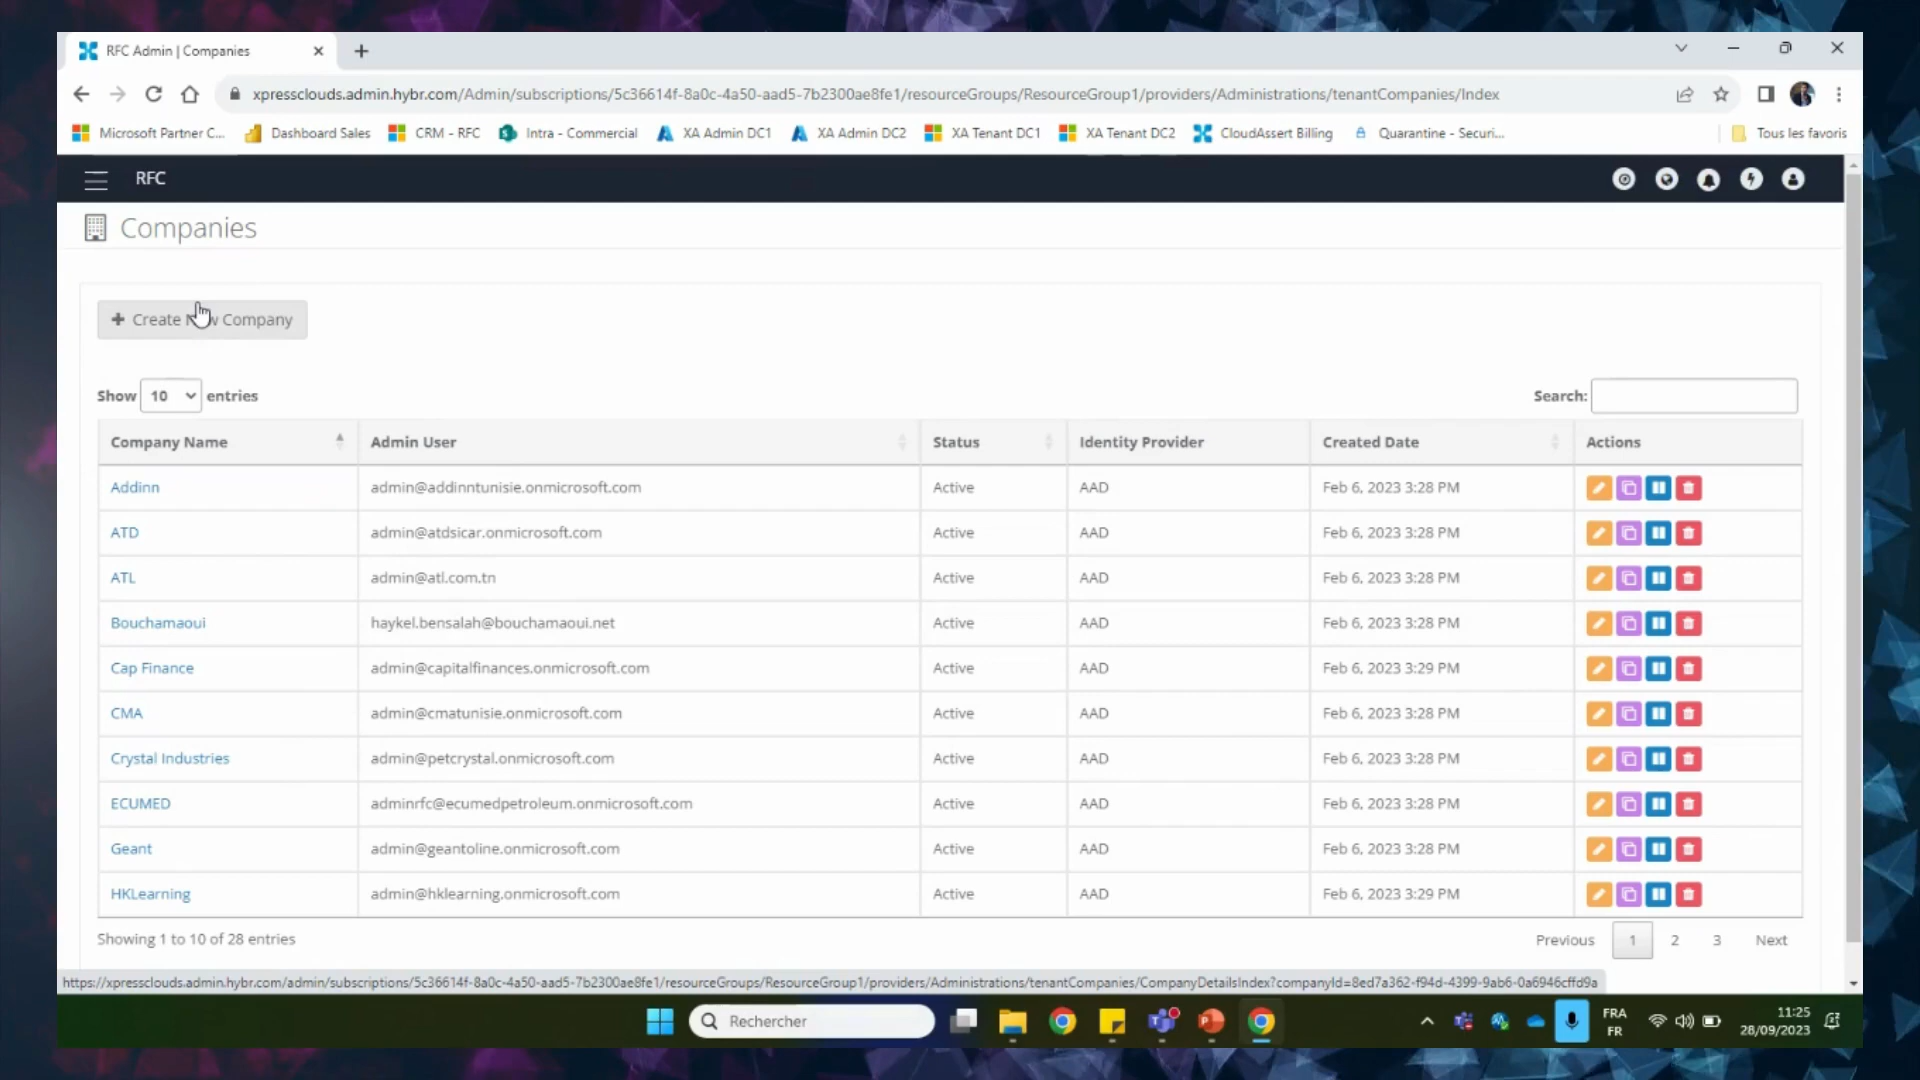 RFC Admin | Companies
xpressclouds.admin.hybr.com/Admin/subscriptions/5c36614f-8a0c-4a50-aad5-7b2300ae8fe1/resourceGroups/ResourceGroup1/providers/Administrations/tenantCompanies/Index
Microsoft Partner C... Dashboard Sales CRM - RFC Intra - Commercial XA Admin DC1 XA Admin DC2 XA Tenant DC1 XA Tenant DC2 CloudAssert Billing Quarantine - Securi... Tous les favoris
RFC
Companies
+ Create New Company
Show 10 entries Search:
Company Name Admin User Status Identity Provider Created Date Actions
Addinn admin@addinntunisie.onmicrosoft.com Active AAD Feb 6, 2023 3:28 PM
ATD admin@atdsicar.onmicrosoft.com Active AAD Feb 6, 2023 3:28 PM
ATL admin@atl.com.tn Active AAD Feb 6, 2023 3:28 PM
Bouchamaoui haykel.bensalah@bouchamaoui.net Active AAD Feb 6, 2023 3:28 PM
Cap Finance admin@capitalfinances.onmicrosoft.com Active AAD Feb 6, 2023 3:29 PM
CMA admin@cmatunisie.onmicrosoft.com Active AAD Feb 6, 2023 3:28 PM
Crystal Industries admin@petcrystal.onmicrosoft.com Active AAD Feb 6, 2023 3:28 PM
ECUMED adminrfc@ecumedpetroleum.onmicrosoft.com Active AAD Feb 6, 2023 3:28 PM
Geant admin@geantoline.onmicrosoft.com Active AAD Feb 6, 2023 3:28 PM
HKLearning admin@hklearning.onmicrosoft.com Active AAD Feb 6, 2023 3:29 PM
Showing 1 to 10 of 28 entries Previous 1 2 3 Next
https://xpressclouds.admin.hybr.com/admin/subscriptions/5c36614f-8a0c-4a50-aad5-7b2300ae8fe1/resourceGroups/ResourceGroup1/providers/Administrations/tenantCompanies/CompanyDetailsIndex?companyId=8ed7a362-f94d-4399-9ab6-0a6946cffd9a
Rechercher
FRA
FR
11:25
28/09/2023